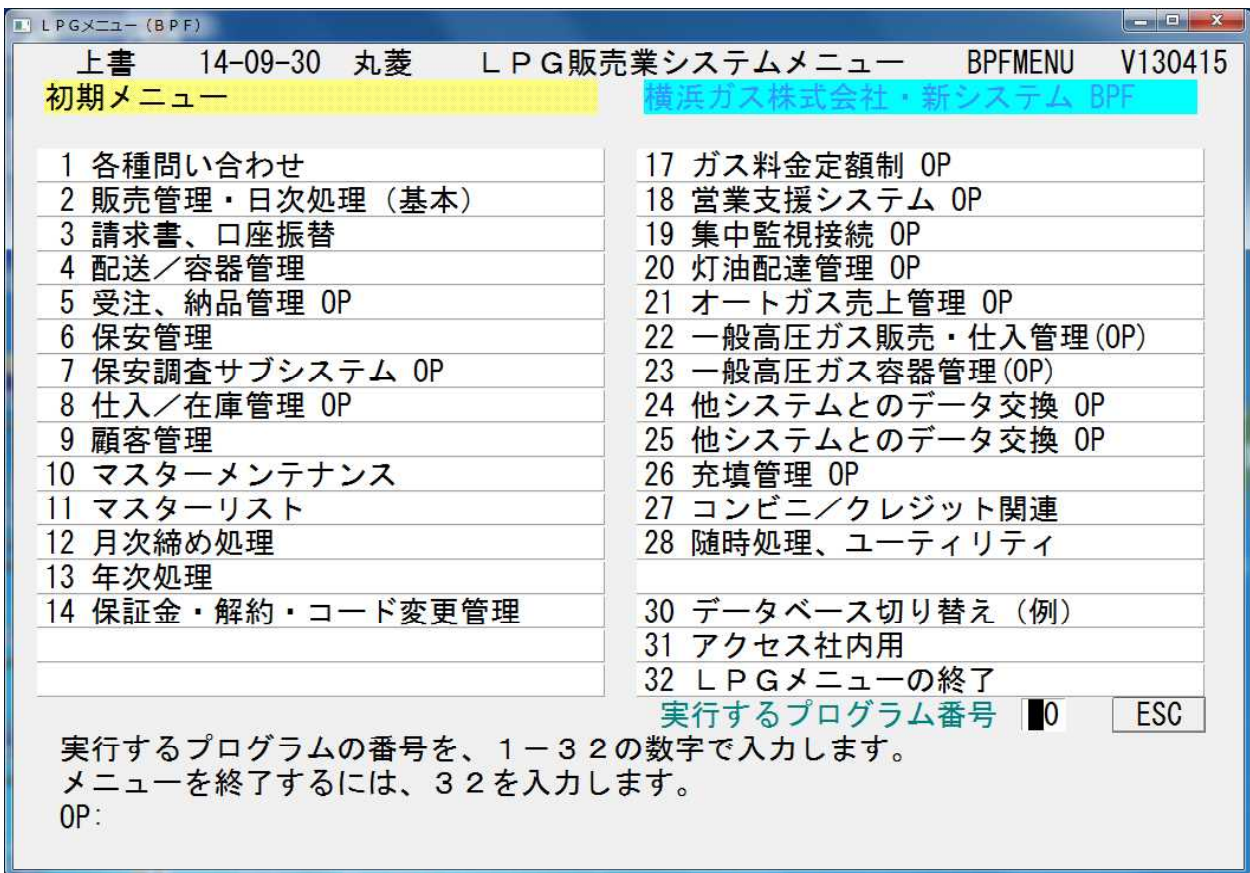 LPGメニュー(BPF)
上書 14-09-30 丸菱 LPG販売業システムメニュー BPFMENU V130415
初期メニュー
横浜ガス株式会社・新システム BPF
1 各種問い合わせ
2 販売管理・日次処理(基本)
3 請求書、口座振替
4 配送/容器管理
5 受注、納品管理 OP
6 保安管理
7 保安調査サブシステム OP
8 仕入/在庫管理 OP
9 顧客管理
10 マスターメンテナンス
11 マスターリスト
12 月次締め処理
13 年次処理
14 保証金・解約・コード変更管理
17 ガス料金定額制 OP
18 営業支援システム OP
19 集中監視接続 OP
20 灯油配達管理 OP
21 オートガス売上管理 OP
22 一般高圧ガス販売・仕入管理(OP)
23 一般高圧ガス容器管理(OP)
24 他システムとのデータ交換 OP
25 他システムとのデータ交換 OP
26 充填管理 OP
27 コンビニ/クレジット関連
28 随時処理、ユーティリティ
30 データベース切り替え(例)
31 アクセス社内用
32 LPGメニューの終了
実行するプログラム番号 0 ESC
実行するプログラムの番号を、1-32の数字で入力します。
メニューを終了するには、32を入力します。
OP: